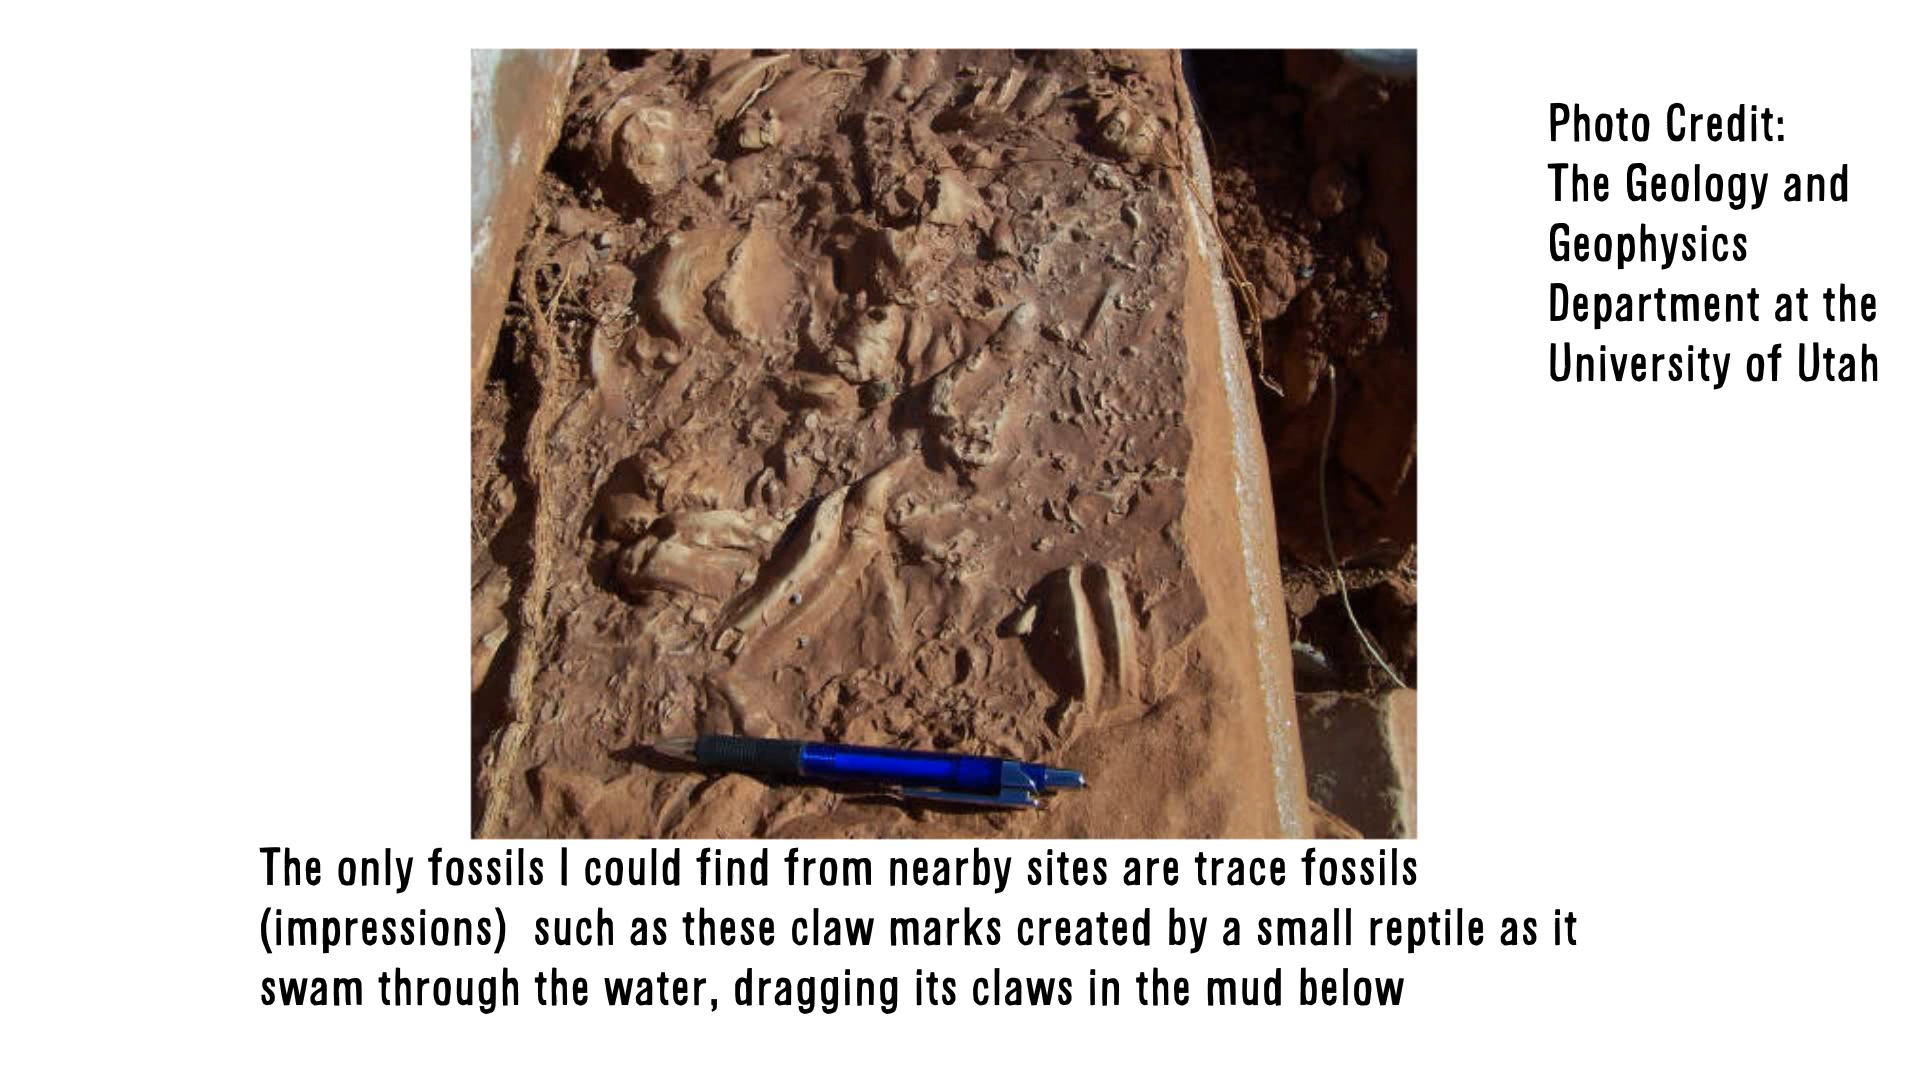 Photo Credit:
The Geology and
Geophysics
Department at the
University of Utah
The only fossils I could find from nearby sites are trace fossils
(impressions)  such as these claw marks created by a small reptile as it
swam through the water, dragging its claws in the mud below